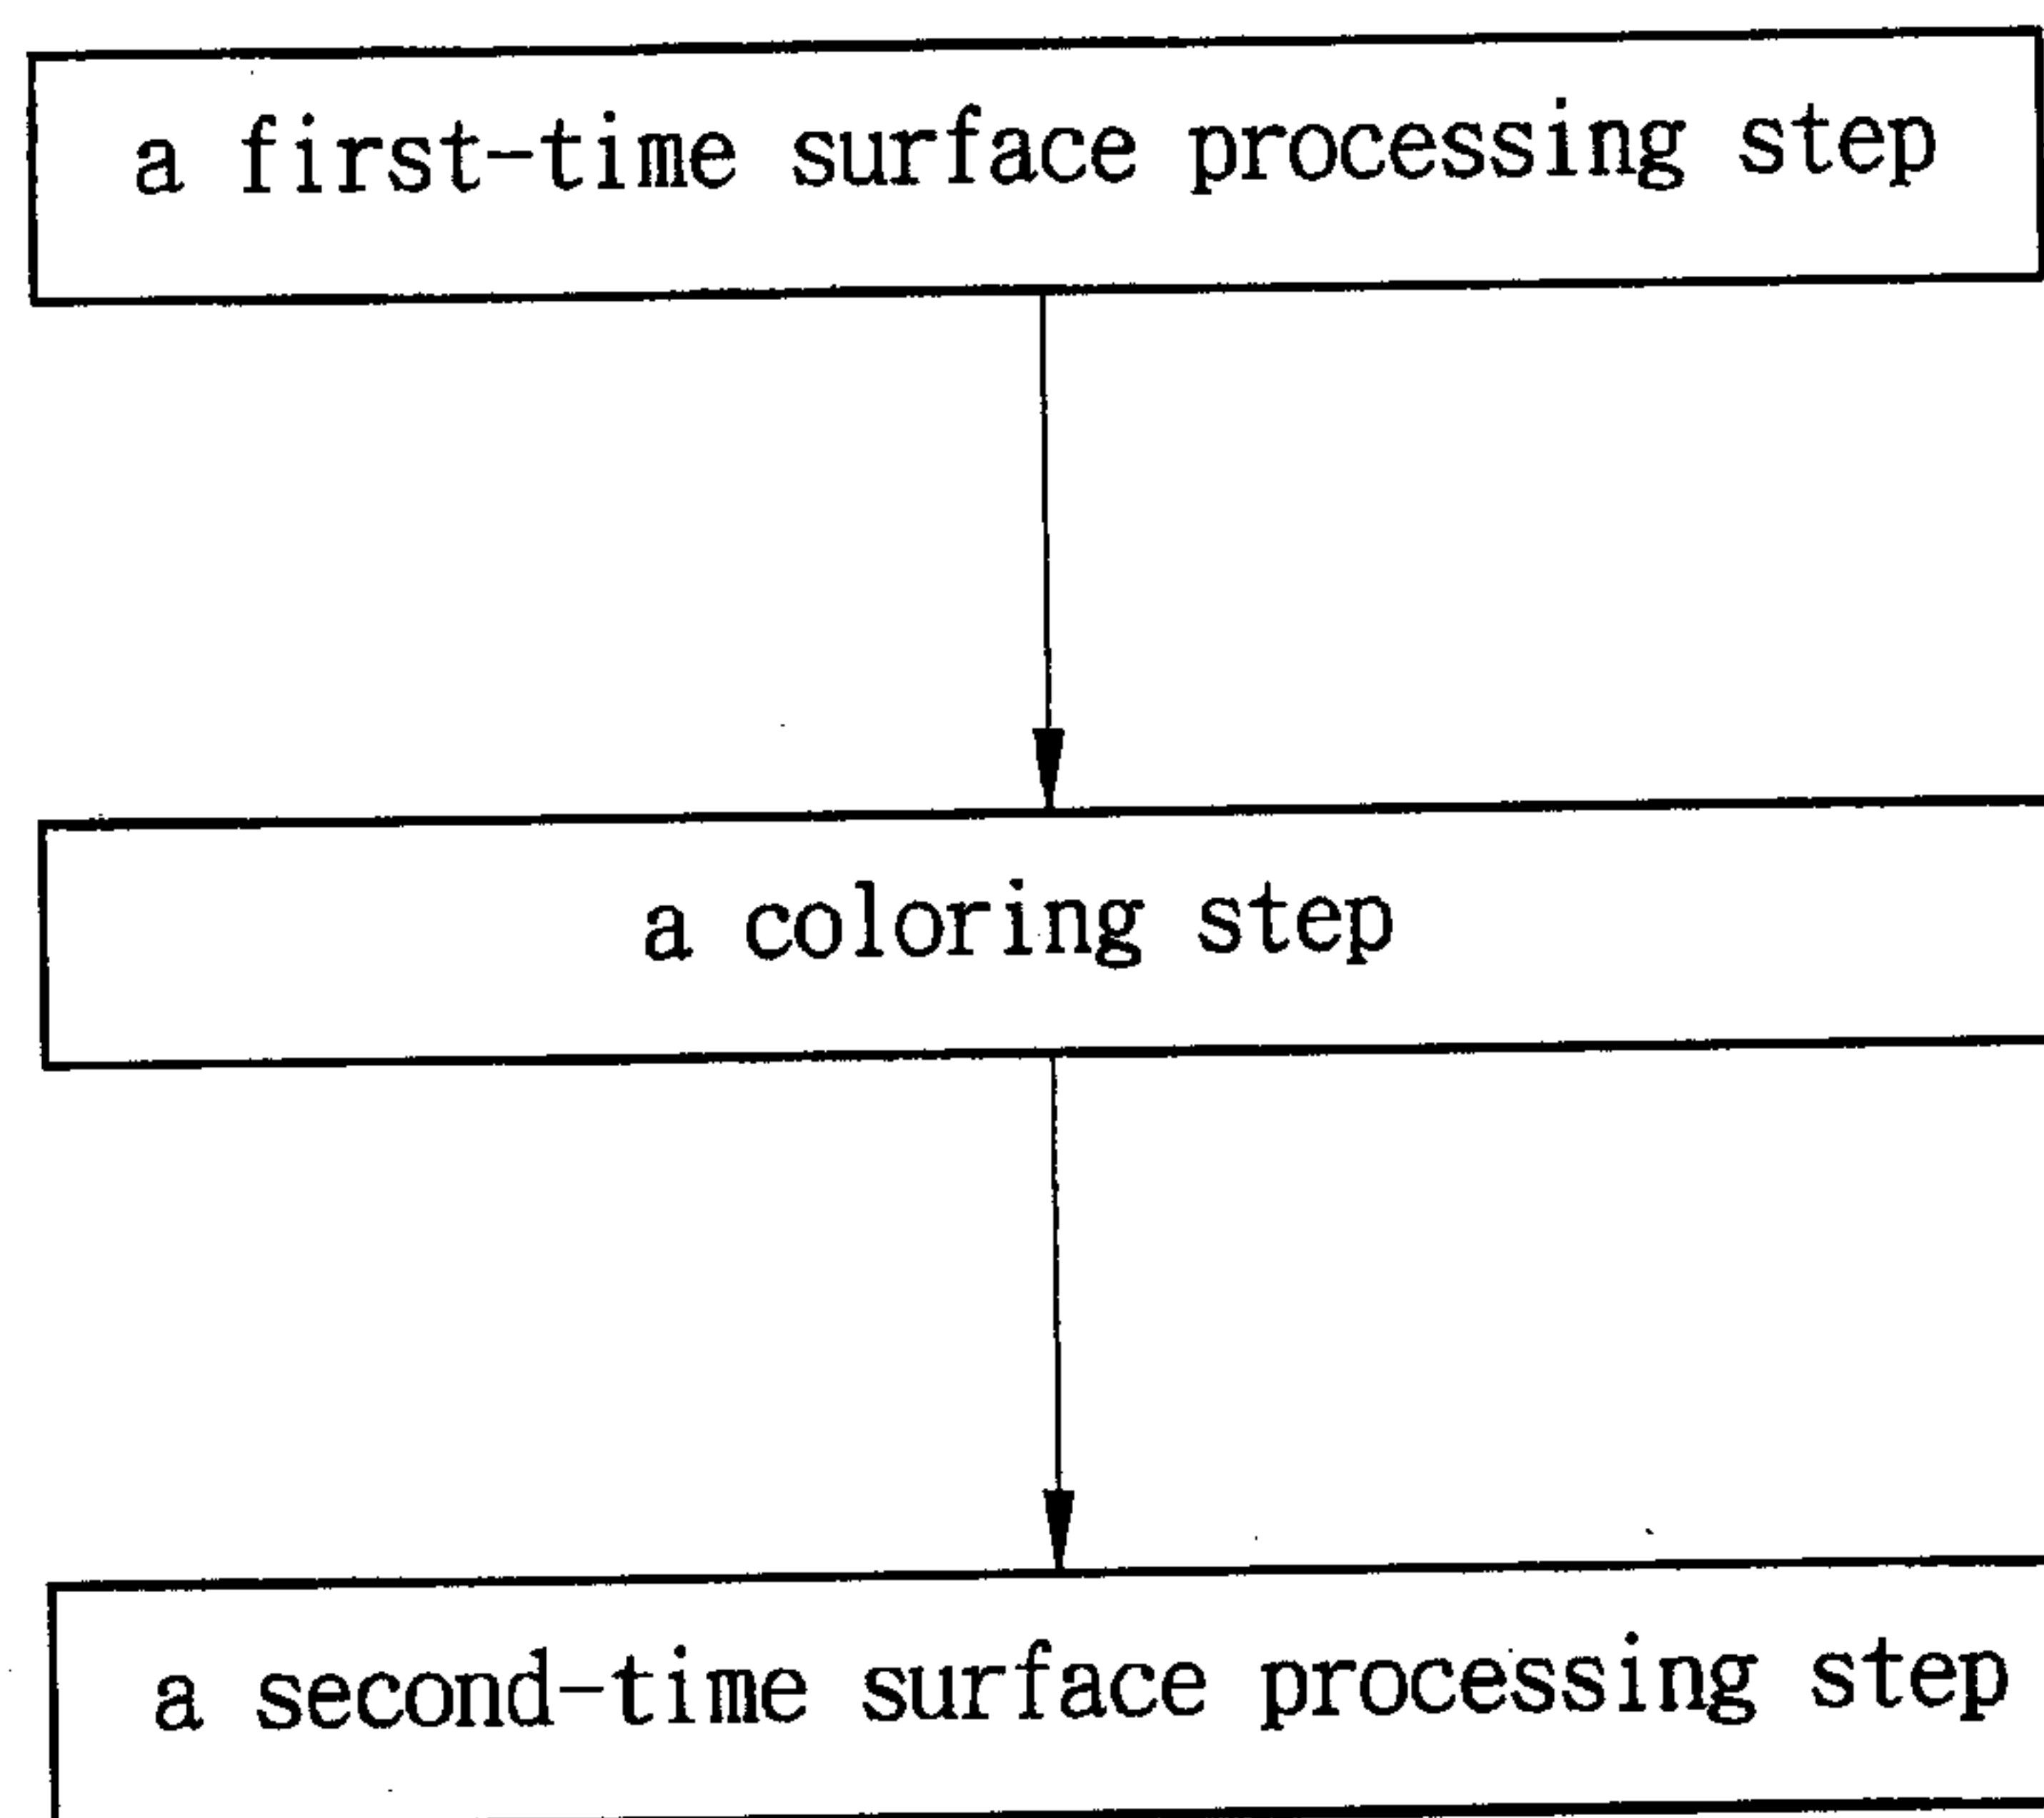 a first-time surface processing step
a coloring step
a second-time surface processing step